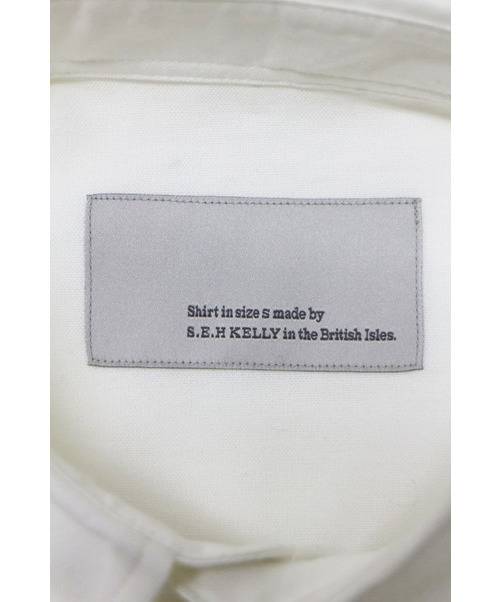 Shirt in size S made by
S.E.H KELLY in the British Isles.